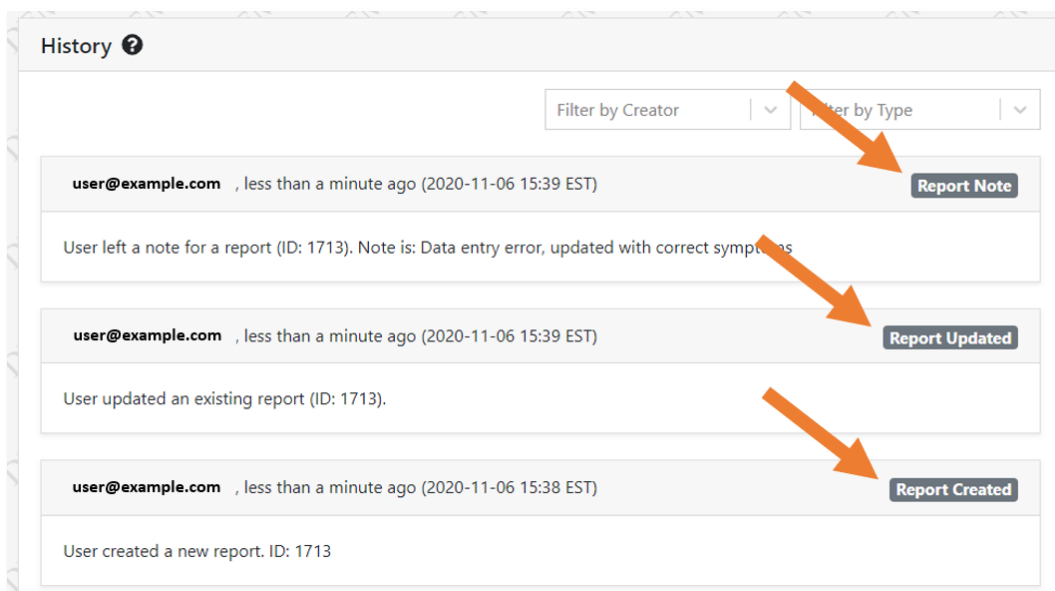 History
Filter by Creator Filter by Type
user@example.com , less than a minute ago (2020-11-06 15:39 EST) Report Note
User left a note for a report (ID: 1713). Note is: Data entry error, updated with correct symptoms
user@example.com , less than a minute ago (2020-11-06 15:39 EST) Report Updated
User updated an existing report (ID: 1713).
user@example.com , less than a minute ago (2020-11-06 15:38 EST) Report Created
User created a new report. ID: 1713